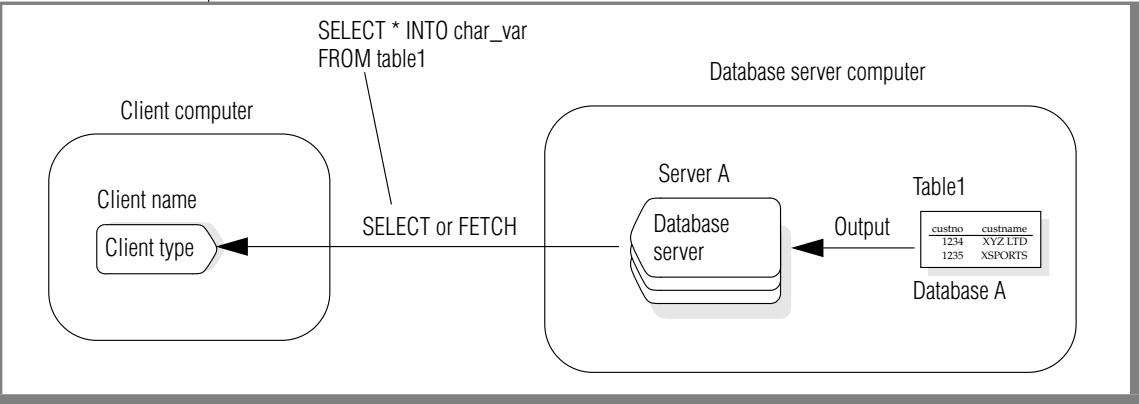 SELECT * INTO char_var
FROM table1
Database server computer
Client computer
Server A
Table1
Client name
SELECT or FETCH
Database
server
Output
custno custname
1234 XYZ LTD
1235 XSPORTS
Client type
Database A